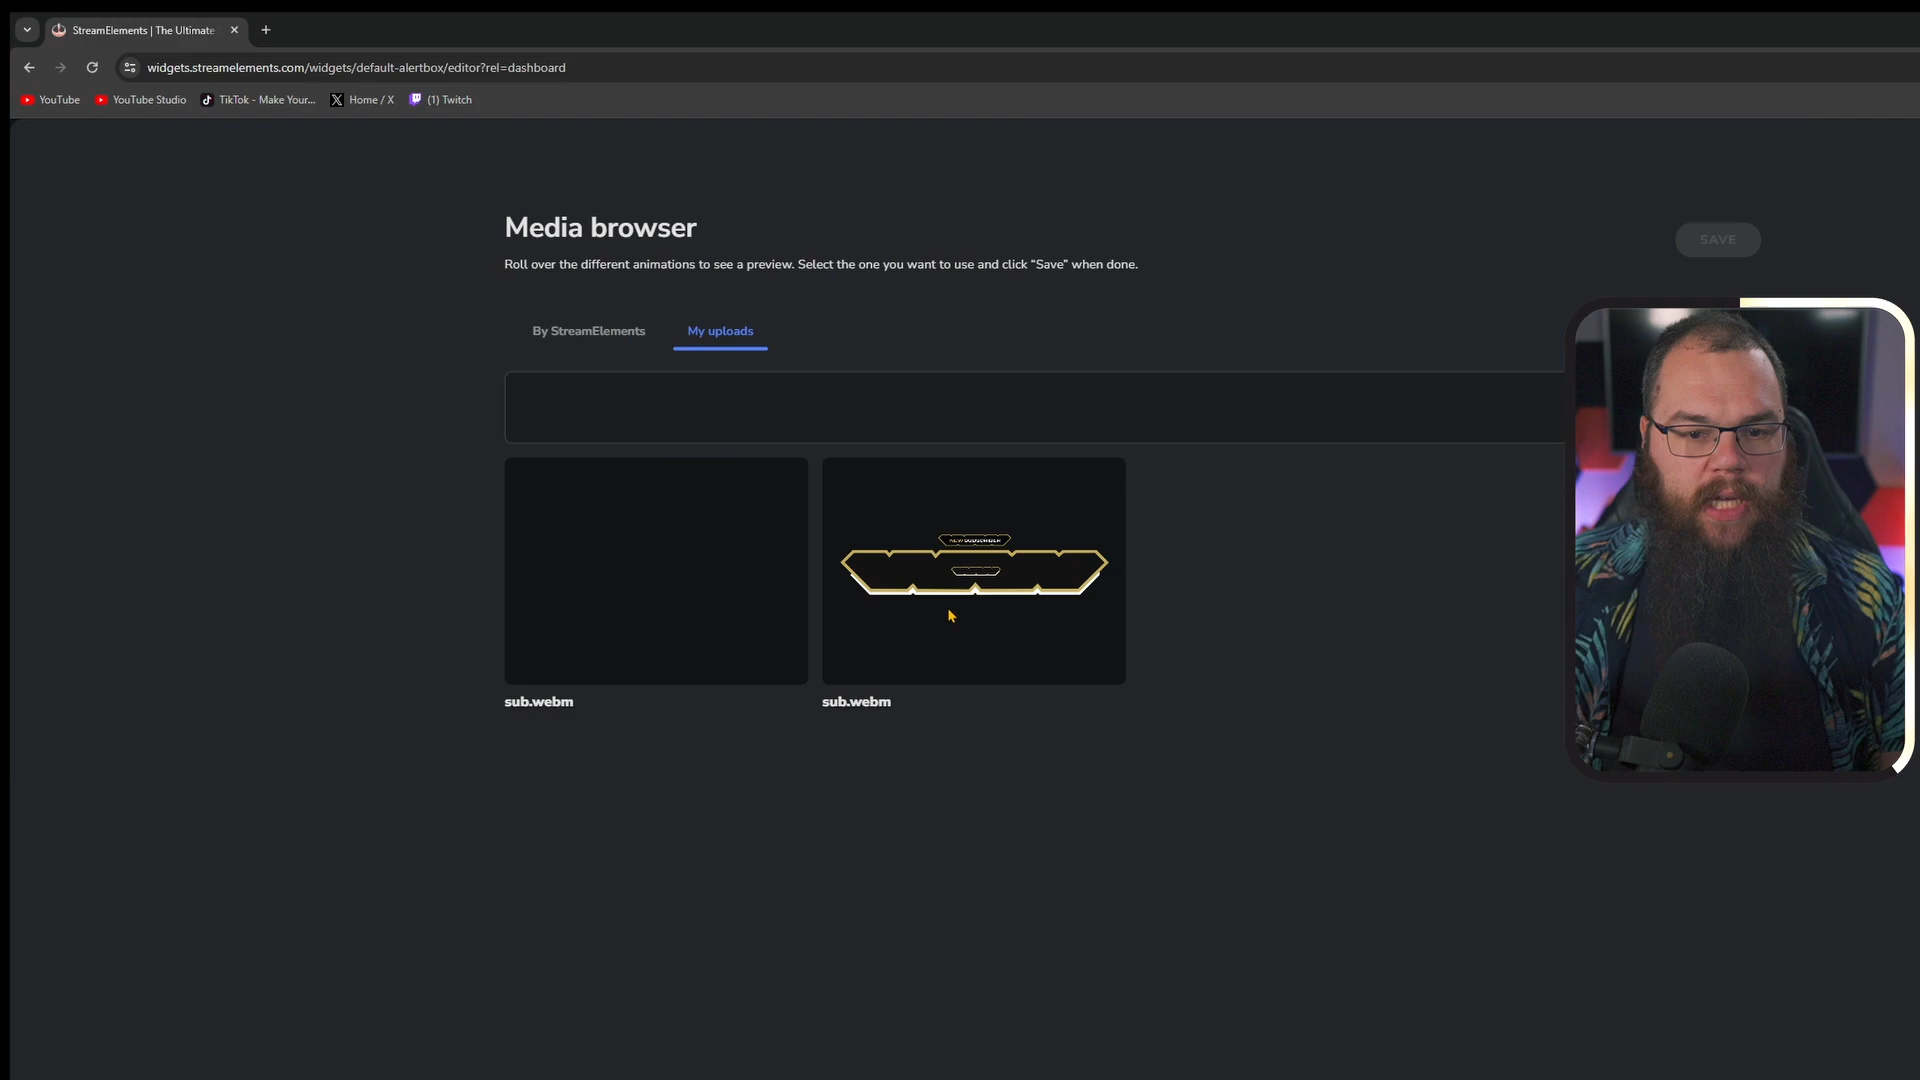 StreamElements | The Ultimate
widgets.streamelements.com/widgets/default-alertbox/editor?rel=dashboard
YouTube YouTube Studio TikTok - Make Your... Home / X (1) Twitch
Media browser
SAVE
Roll over the different animations to see a preview. Select the one you want to use and click “Save” when done.
By StreamElements My uploads
NEW SUBSCRIBER
sub.webm sub.webm